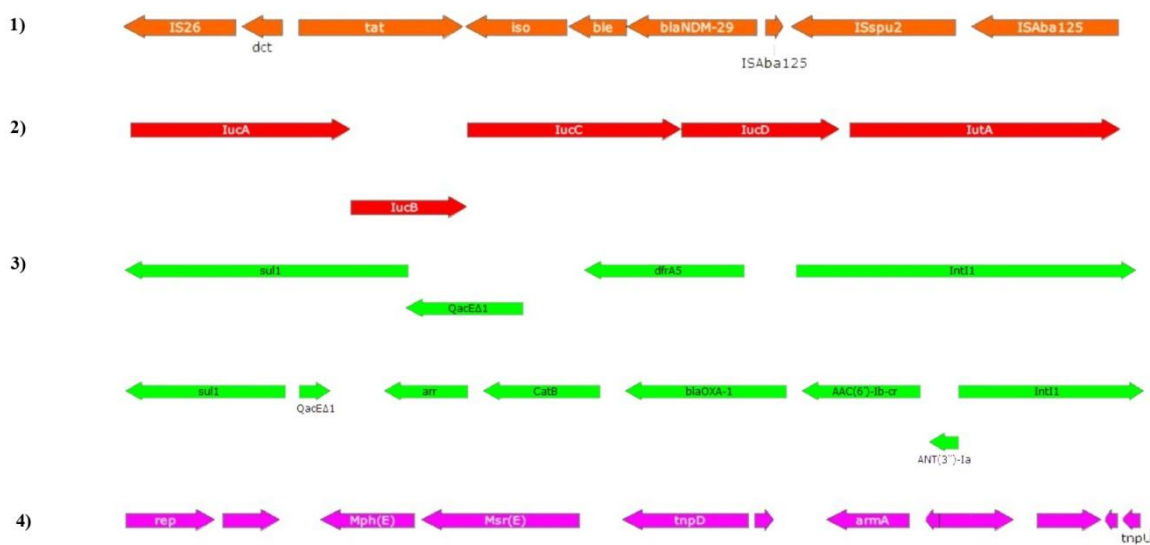 1) IS26 dct tat iso ble blaNDM-29 ISAba125 ISspu2 ISAba125
2) IucA IucC IucD IutA
IucB
3) sul1 dfrA5 IntI1
QacEΔ1
sul1 QacEΔ1 arr CatB blaOXA-1 AAC(6')-Ib-cr IntI1
ANT(3'')-Ia
4) rep Mph(E) Msr(E) tnpD armA tnpU